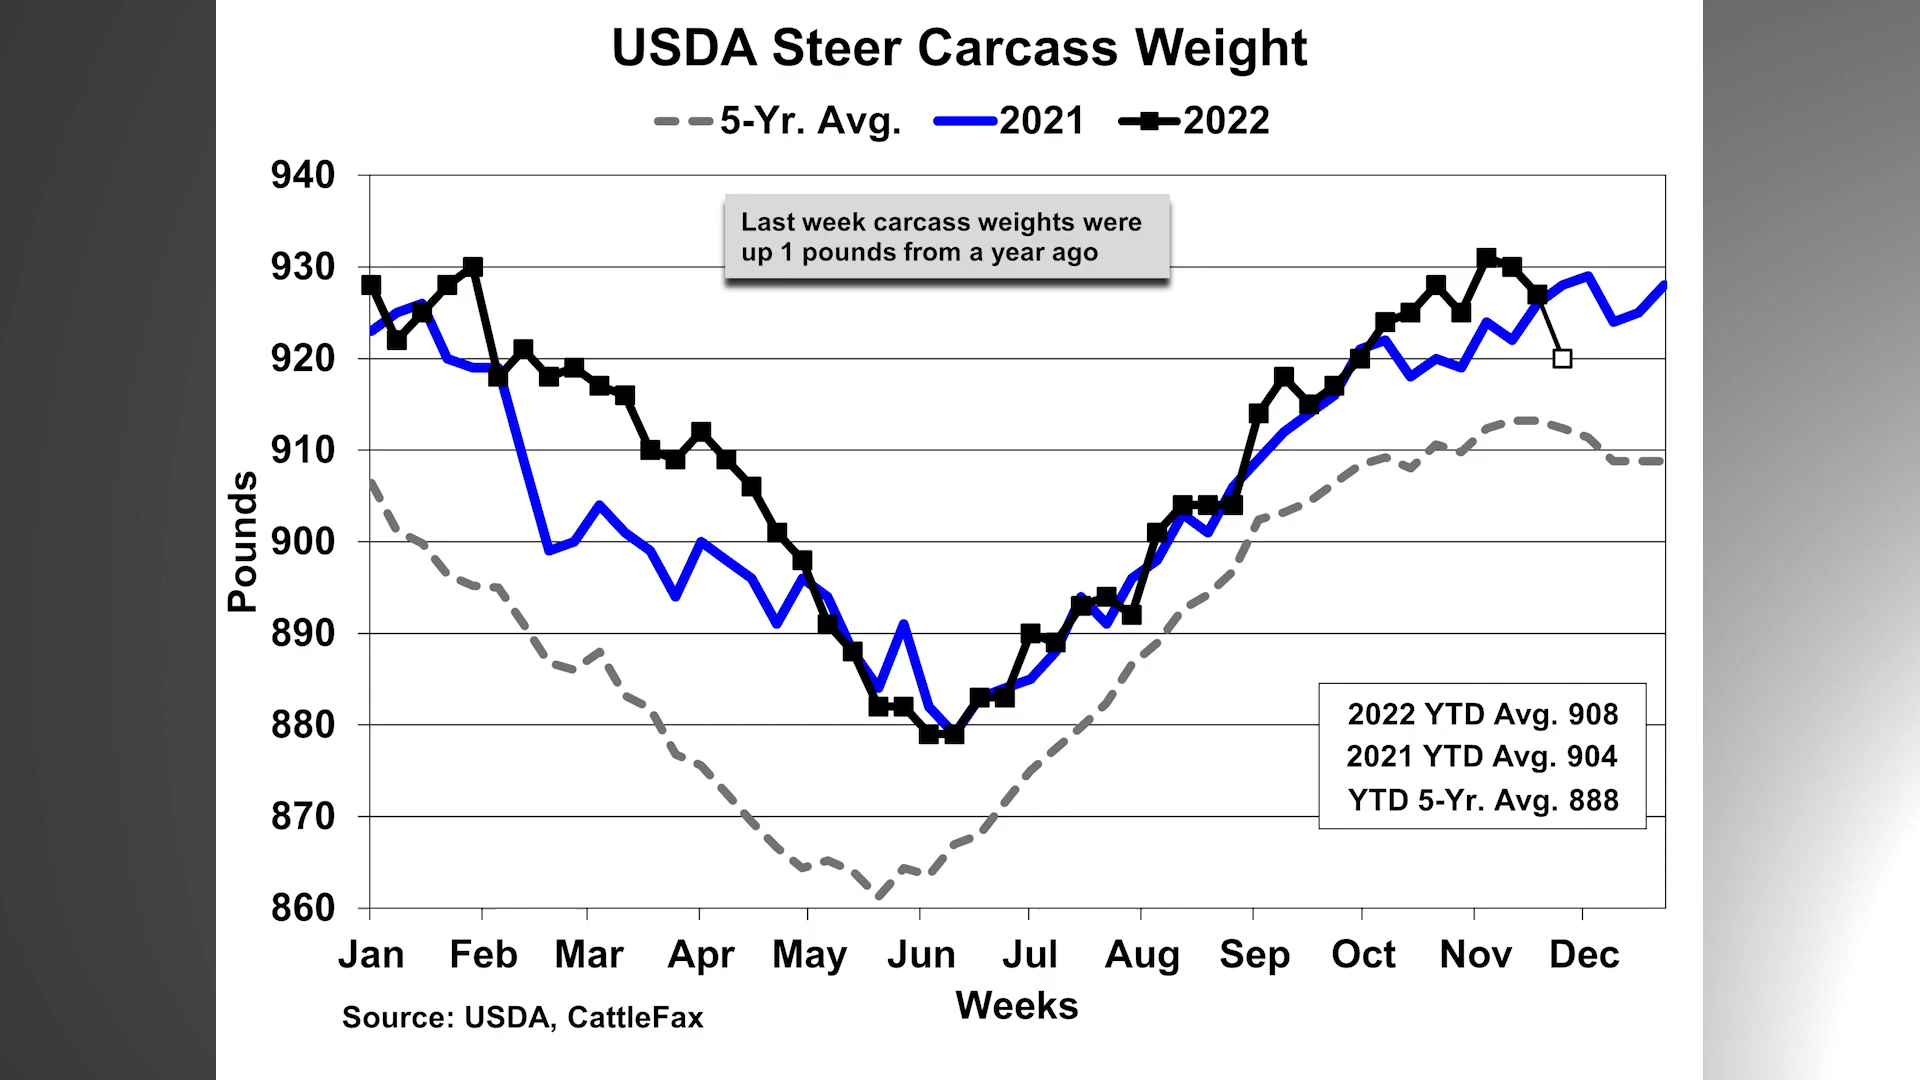 USDA Steer Carcass Weight
5-Yr. Avg. 2021 2022
940
930
920
910
900
890
880
870
860
Pounds
Last week carcass weights were
up 1 pounds from a year ago
2022 YTD Avg. 908
2021 YTD Avg. 904
YTD 5-Yr. Avg. 888
Jan Feb Mar Apr May Jun Jul Aug Sep Oct Nov Dec
Weeks
Source: USDA, CattleFax